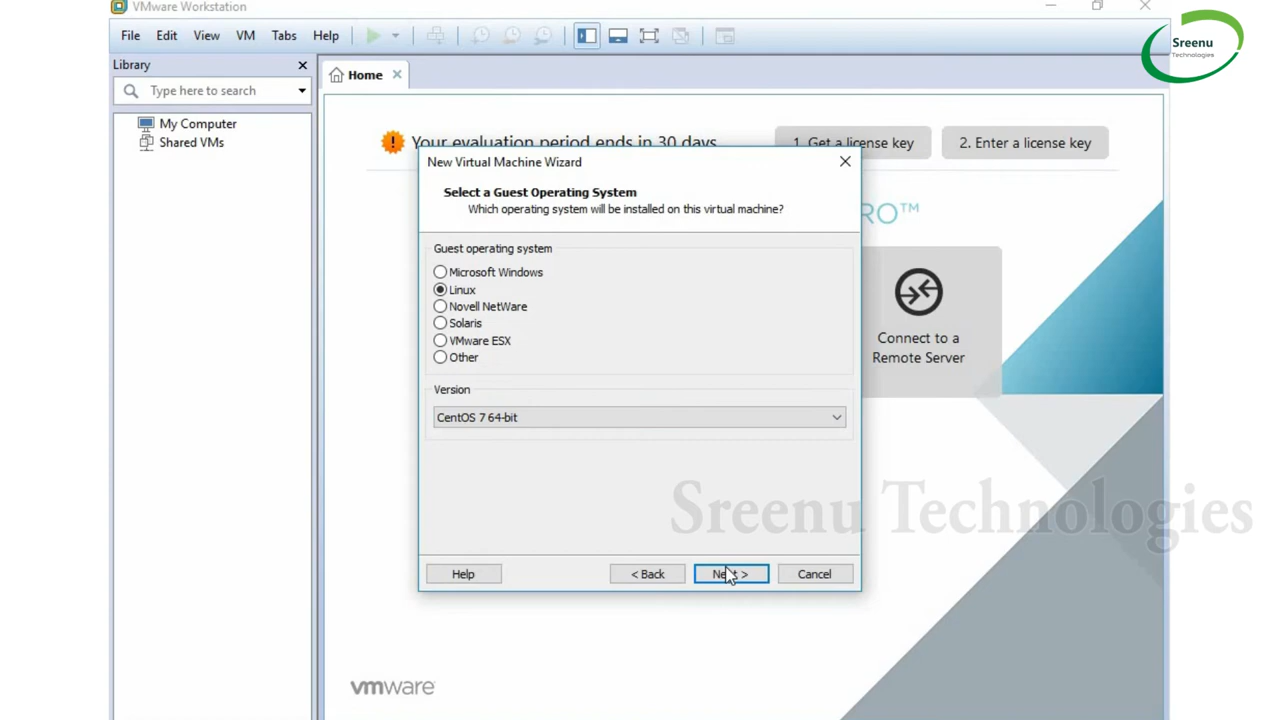 VMware Workstation
File Edit View VM Tabs Help
Sreenu
Technologies
Library
Type here to search
My Computer
Shared VMs
Home
Your evaluation period ends in 30 days
1. Get a license key
2. Enter a license key
RO™
New Virtual Machine Wizard
Select a Guest Operating System
Which operating system will be installed on this virtual machine?
Guest operating system
Microsoft Windows
Linux
Novell NetWare
Solaris
VMware ESX
Other
Version
CentOS 7 64-bit
Connect to a
Remote Server
Sreenu Technologies
Help
< Back
Next >
Cancel
vmware